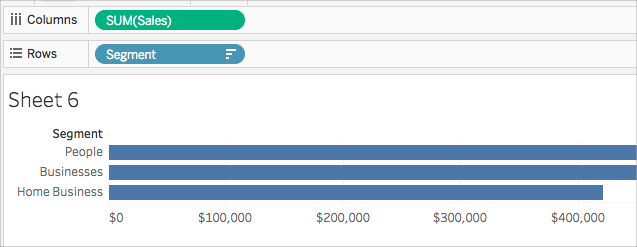 Columns SUM(Sales)
Rows Segment
Sheet 6
Segment
People
Businesses
Home Business
$0 $100,000 $200,000 $300,000 $400,000